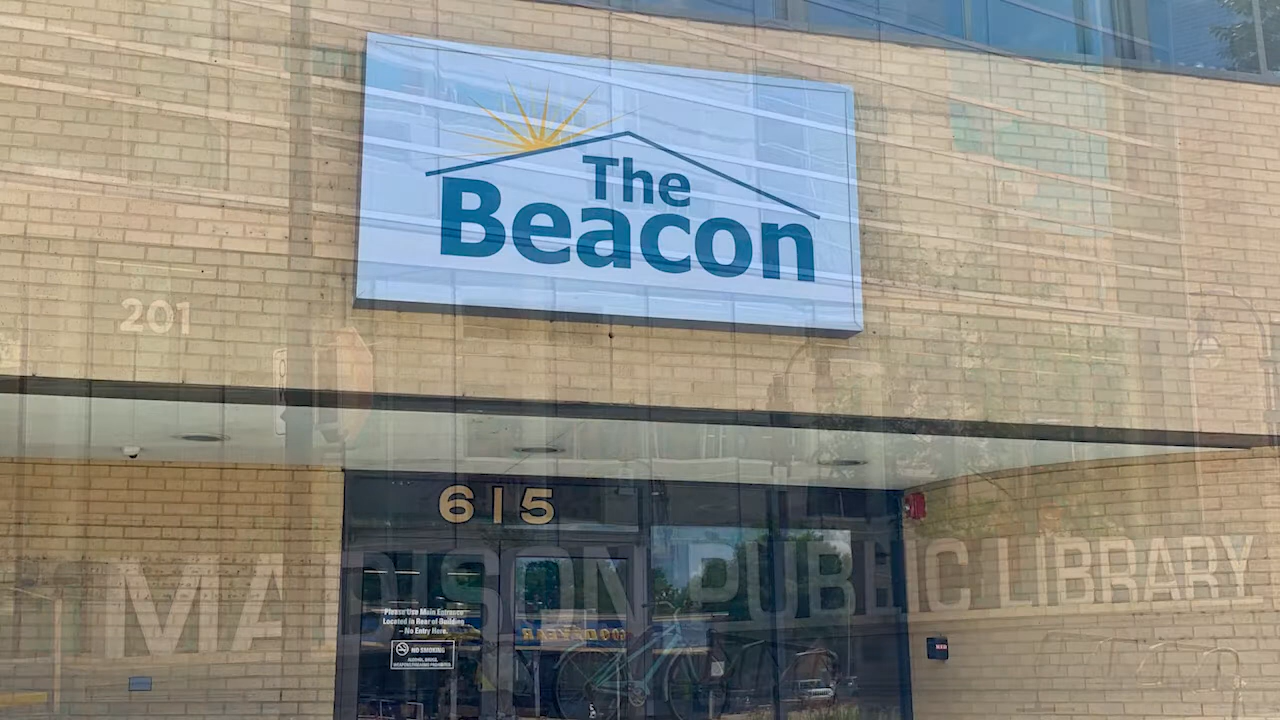 The
Beacon
201
615
MADISON PUBLIC LIBRARY
Please Use Main Entrance
Located in Rear of Building
– No Entry Here.
NO SMOKING
GOODYEAR